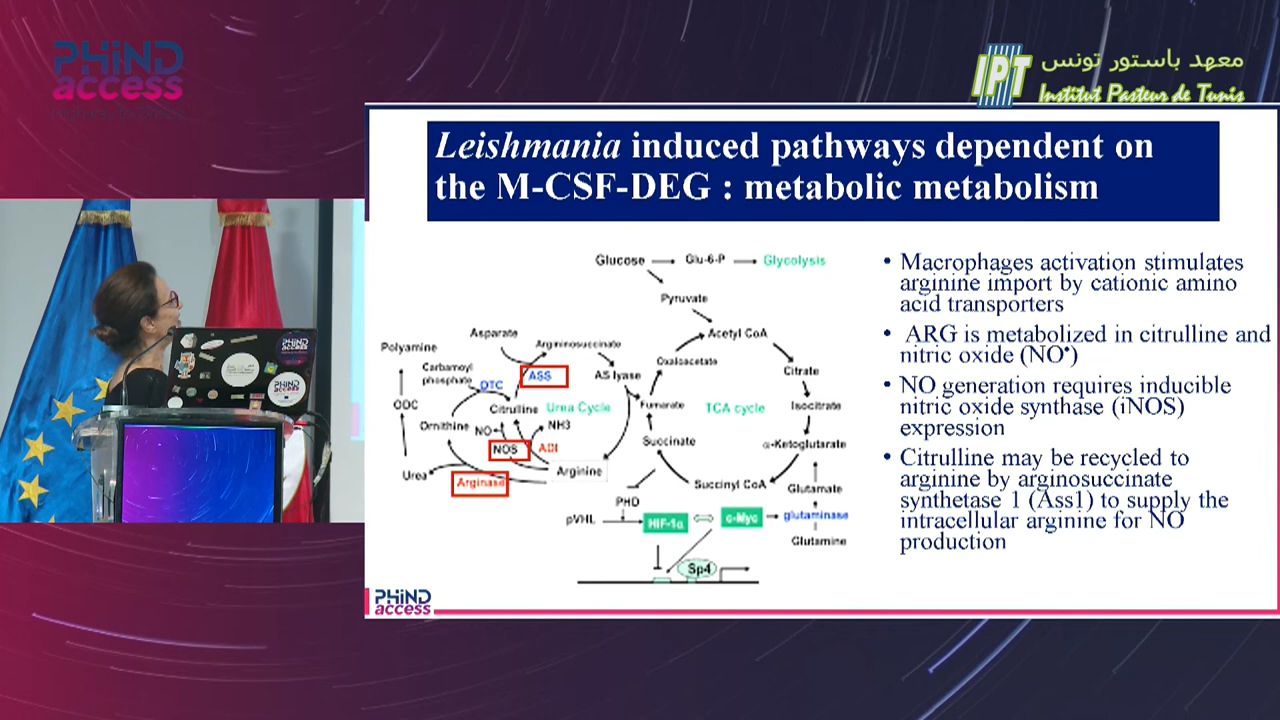 PHIND
access
معهد باستور تونس
IPT
Institut Pasteur de Tunis
Leishmania induced pathways dependent on
the M-CSF-DEG : metabolic metabolism
Glucose
Glu-6-P
Glycolysis
Pyruvate
Asparate
Argininosuccinate
Acetyl CoA
Polyamine
Carbamoyl
phosphate
OTC
ASS
AS lyase
Oxaloacetate
Citrate
ODC
Citrulline
Urea Cycle
Fumarate
TCA cycle
Isocitrate
Ornithine
NO
NH3
NOS
ADI
Succinate
α-Ketoglutarate
Urea
Arginase
Arginine
Succinyl CoA
Glutamate
PHD
pVHL
HIF-1α
c-Myc
glutaminase
Glutamine
Sp4
• Macrophages activation stimulates
arginine import by cationic amino
acid transporters
• ARG is metabolized in citrulline and
nitric oxide (NO•)
• NO generation requires inducible
nitric oxide synthase (iNOS)
expression
• Citrulline may be recycled to
arginine by arginosuccinate
synthetase 1 (Ass1) to supply the
intracellular arginine for NO
production
PHIND
access
PHIND
access
PHIND
access